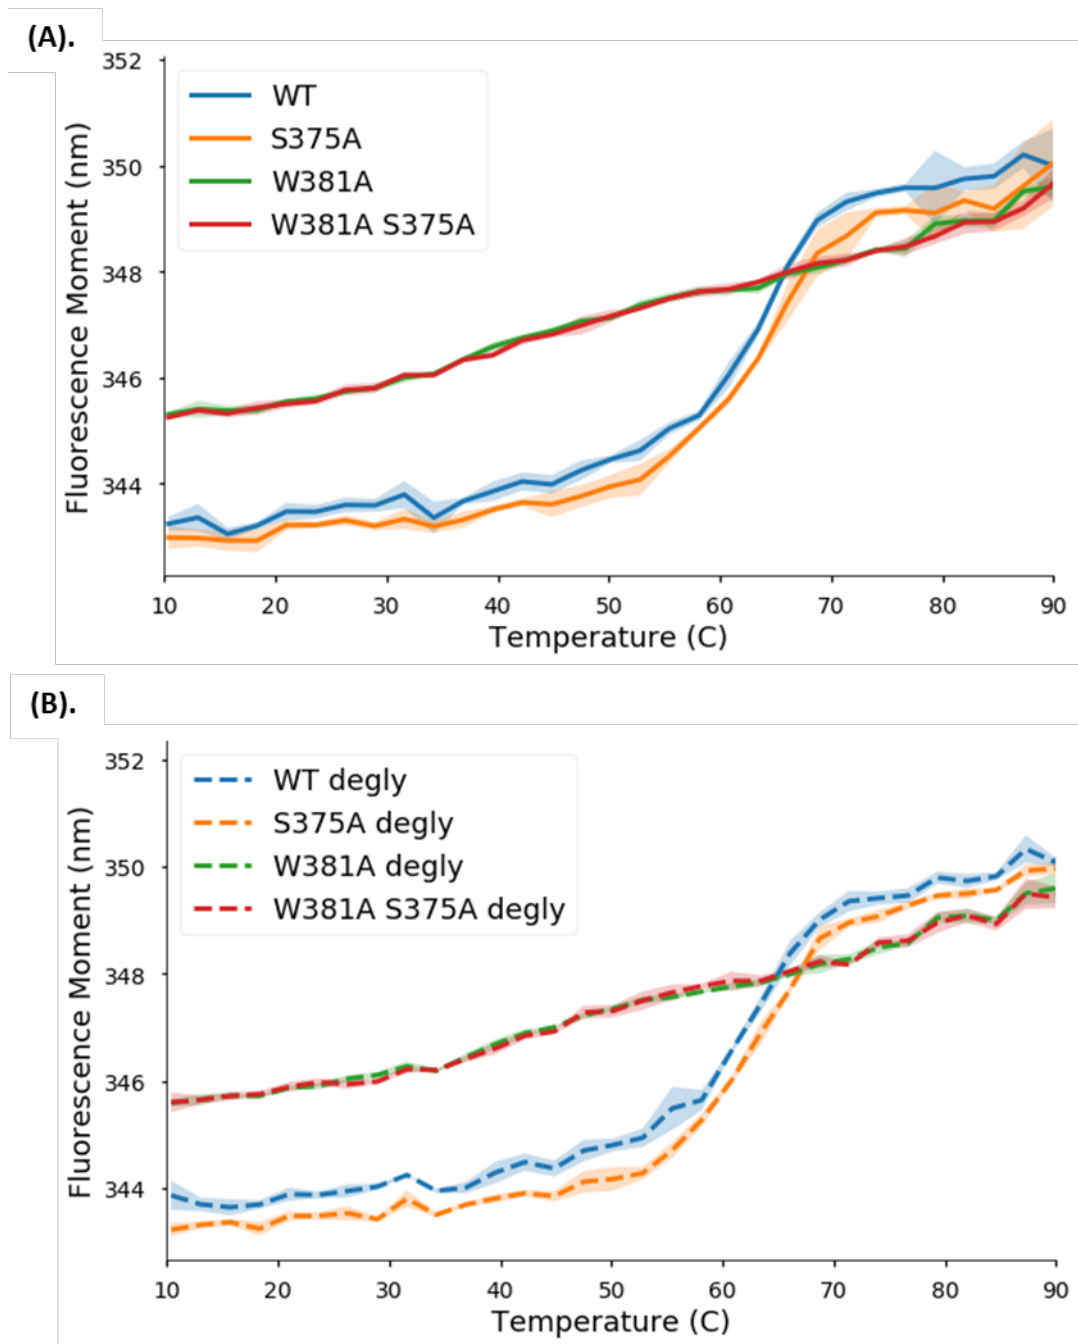 (A).
352
350
348
346
344
Fluorescence Moment (nm)
WT
S375A
W381A
W381A S375A
10 20 30 40 50 60 70 80 90
Temperature (C)
(B).
352
350
348
346
344
Fluorescence Moment (nm)
WT degly
S375A degly
W381A degly
W381A S375A degly
10 20 30 40 50 60 70 80 90
Temperature (C)